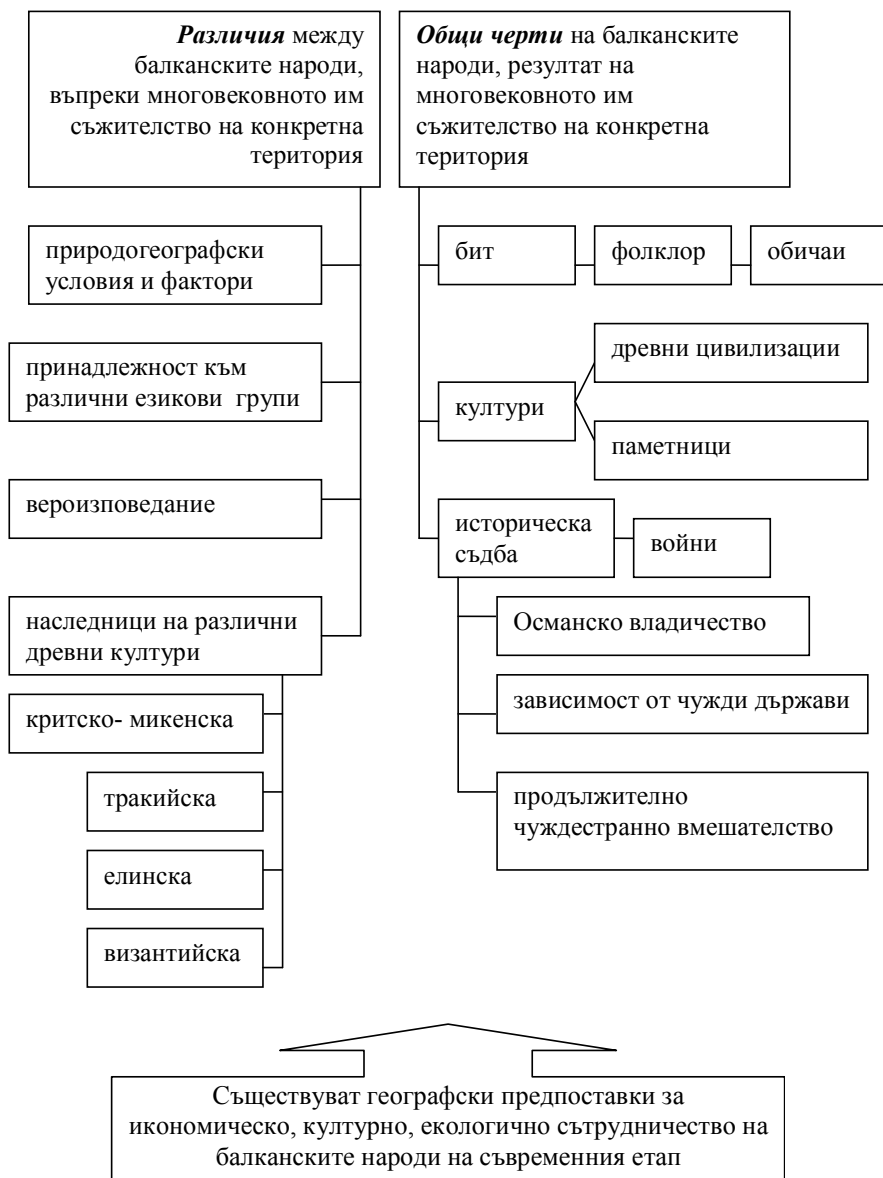 Различия между
балканските народи,
въпреки многовековното им
съжителство на конкретна
територия
природогеографски
условия и фактори
принадлежност към
различни езикови групи
вероизповедание
наследници на различни
древни култури
критско- микенска
тракийска
елинска
византийска
Общи черти на балканските
народи, резултат на
многовековното им
съжителство на конкретна
територия
бит
фолклор
обичаи
култури
древни цивилизации
паметници
историческа
съдба
войни
Османско владичество
зависимост от чужди държави
продължително
чуждестранно вмешателство
Съществуват географски предпоставки за
икономическо, културно, екологично сътрудничество на
балканските народи на съвременния етап